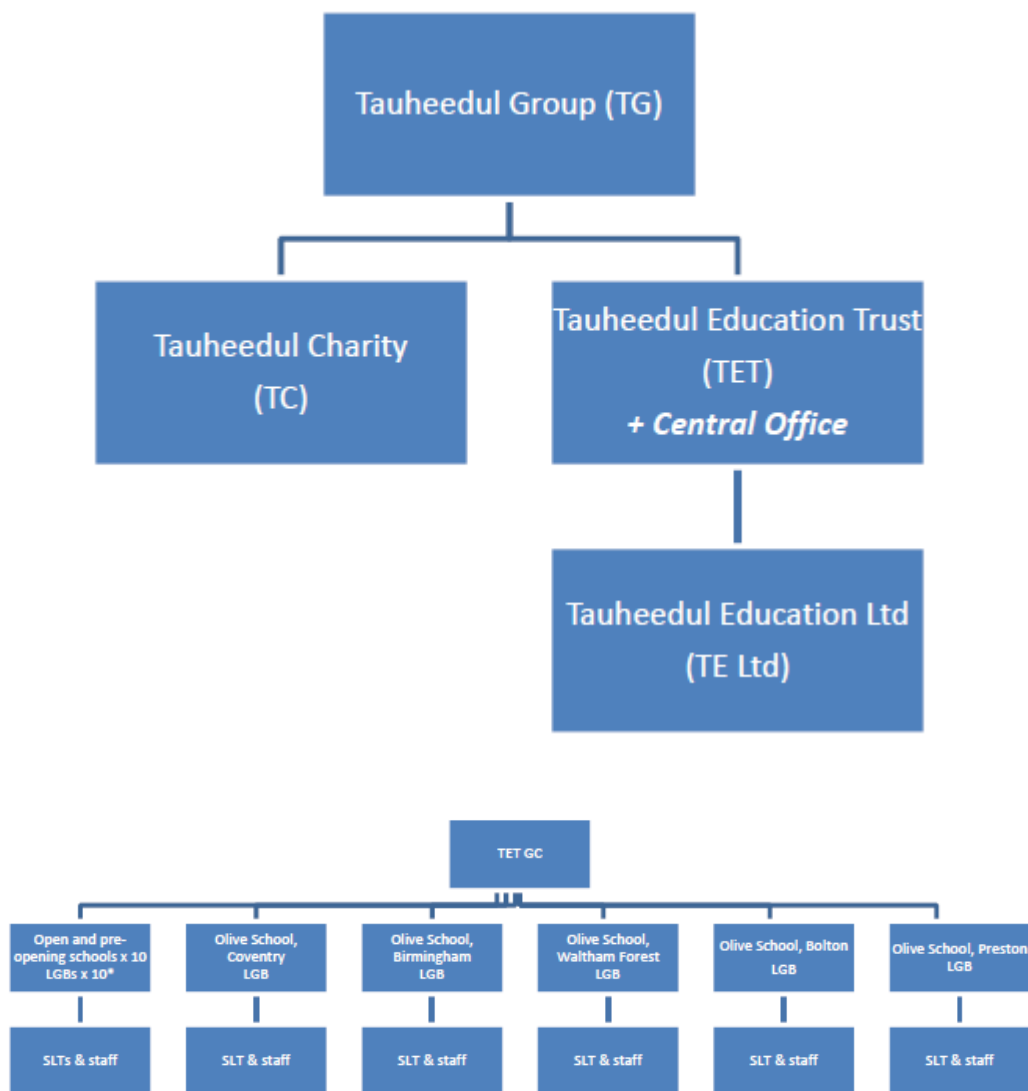 Tauheedul Group (TG)
Tauheedul Charity
(TC)
Tauheedul Education Trust
(TET)
+ Central Office
Tauheedul Education Ltd
(TE Ltd)
TET GC
Open and pre-
opening schools x 10
LGBs x 10*
Olive School,
Coventry
LGB
Olive School,
Birmingham
LGB
Olive School,
Waltham Forest
LGB
Olive School, Bolton
LGB
Olive School, Preston
LGB
SLTs & staff
SLT & staff
SLT & staff
SLT & staff
SLT & staff
SLT & staff